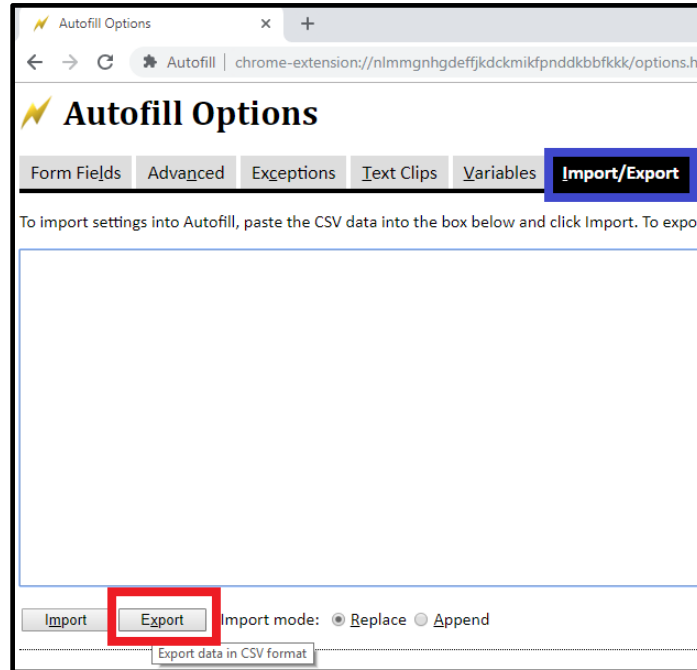 Autofill Options
Autofill | chrome-extension://nlmmgnhgdeffjkdckmikfpnddkbbfkkk/options.h
Autofill Options
Form Fields Advanced Exceptions Text Clips Variables Import/Export
To import settings into Autofill, paste the CSV data into the box below and click Import. To expo
Import Export Import mode: Replace Append
Export data in CSV format